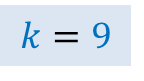 k = 9